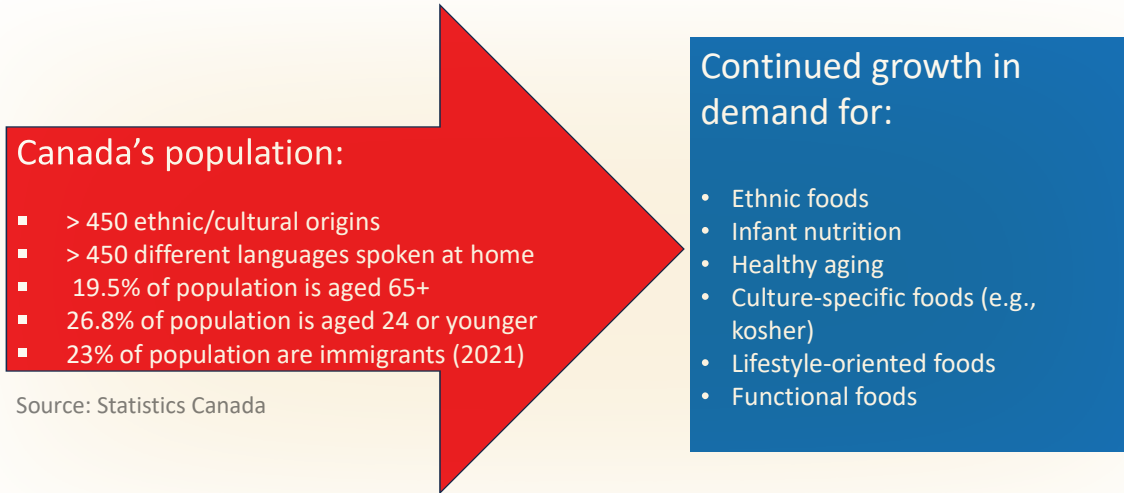 Canada’s population:
▪ > 450 ethnic/cultural origins
▪ > 450 different languages spoken at home
▪ 19.5% of population is aged 65+
▪ 26.8% of population is aged 24 or younger
▪ 23% of population are immigrants (2021)
Source: Statistics Canada
Continued growth in
demand for:
• Ethnic foods
• Infant nutrition
• Healthy aging
• Culture-specific foods (e.g.,
kosher)
• Lifestyle-oriented foods
• Functional foods